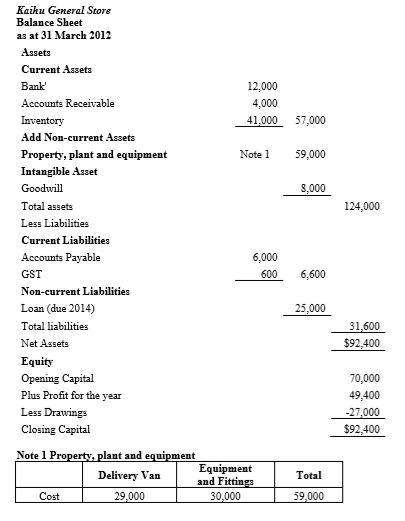 Kaihu General Store
Balance Sheet
as at 31 March 2012
Assets
Current Assets
Bank' 12,000
Accounts Receivable 4,000
Inventory 41,000 57,000
Add Non-current Assets
Property, plant and equipment Note 1 59,000
Intangible Asset
Goodwill 8,000
Total assets 124,000
Less Liabilities
Current Liabilities
Accounts Payable 6,000
GST 600 6,600
Non-current Liabilities
Loan (due 2014) 25,000
Total liabilities 31,600
Net Assets $92,400
Equity
Opening Capital 70,000
Plus Profit for the year 49,400
Less Drawings -27,000
Closing Capital $92,400
Note 1 Property, plant and equipment
Delivery Van Equipment and Fittings Total
Cost 29,000 30,000 59,000